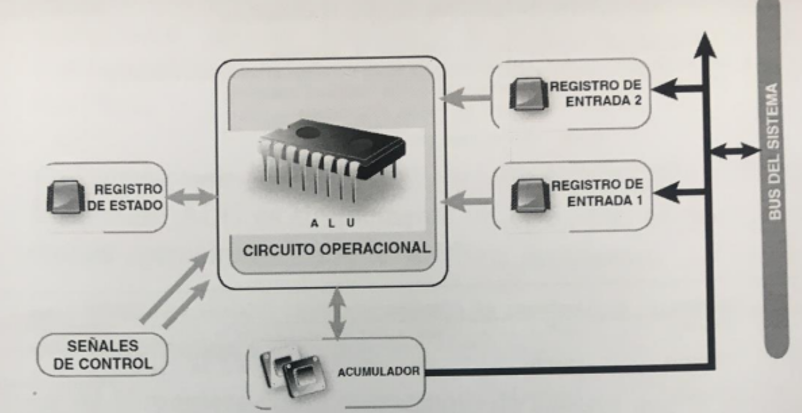 REGISTRO DE
ENTRADA 2
REGISTRO
DE ESTADO
A L U
CIRCUITO OPERACIONAL
REGISTRO DE
ENTRADA 1
BUS DEL SISTEMA
SEÑALES
DE CONTROL
ACUMULADOR